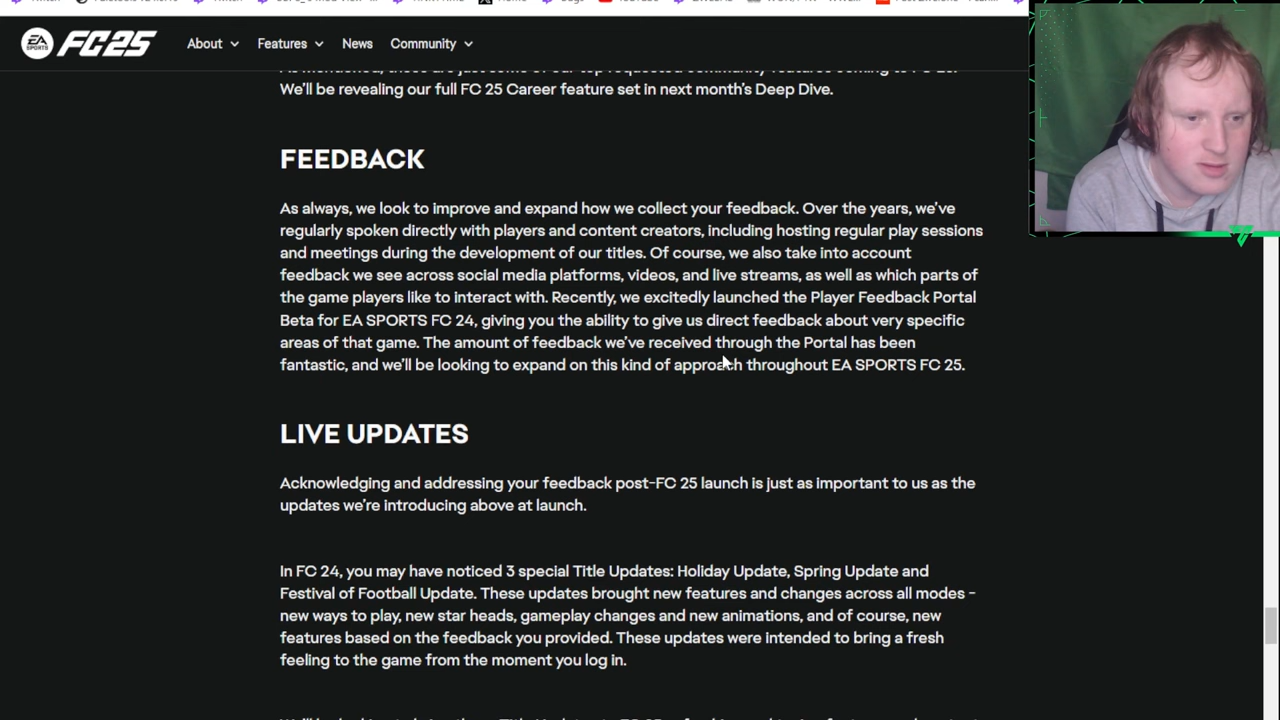 EA SPORTS FC25 About Features News Community
We'll be revealing our full FC 25 Career feature set in next month's Deep Dive.
FEEDBACK
As always, we look to improve and expand how we collect your feedback. Over the years, we've
regularly spoken directly with players and content creators, including hosting regular play sessions
and meetings during the development of our titles. Of course, we also take into account
feedback we see across social media platforms, videos, and live streams, as well as which parts of
the game players like to interact with. Recently, we excitedly launched the Player Feedback Portal
Beta for EA SPORTS FC 24, giving you the ability to give us direct feedback about very specific
areas of that game. The amount of feedback we've received through the Portal has been
fantastic, and we'll be looking to expand on this kind of approach throughout EA SPORTS FC 25.
LIVE UPDATES
Acknowledging and addressing your feedback post-FC 25 launch is just as important to us as the
updates we're introducing above at launch.
In FC 24, you may have noticed 3 special Title Updates: Holiday Update, Spring Update and
Festival of Football Update. These updates brought new features and changes across all modes -
new ways to play, new star heads, gameplay changes and new animations, and of course, new
features based on the feedback you provided. These updates were intended to bring a fresh
feeling to the game from the moment you log in.